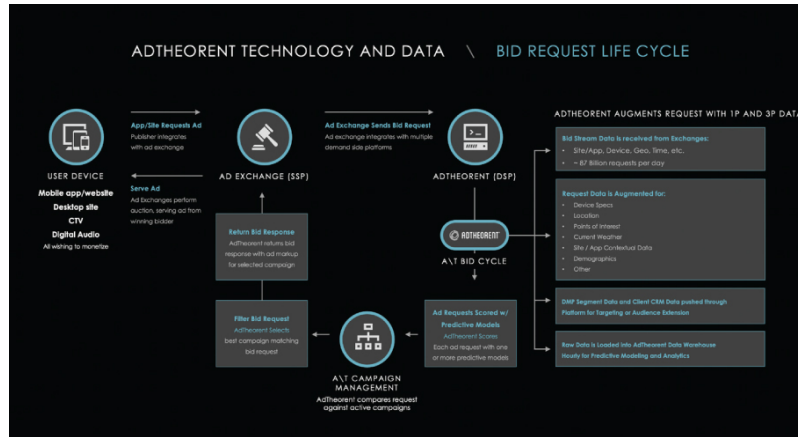 ADTHEORENT TECHNOLOGY AND DATA \ BID REQUEST LIFE CYCLE
USER DEVICE
Mobile app/website
Desktop site
CTV
Digital Audio
All wishing to monetize
App/Site Requests Ad
Publisher integrates
with ad exchange
Serve Ad
Ad Exchanges perform
auction, serving ad from
winning bidder
AD EXCHANGE (SSP)
Ad Exchange Sends Bid Request
Ad exchange integrates with multiple
demand side platforms
ADTHEORENT (DSP)
ADTHEORENT
A\T BID CYCLE
Ad Requests Scored w/
Predictive Models
AdTheorent Scores
Each ad request with one
or more predictive models
A\T CAMPAIGN
MANAGEMENT
AdTheorent compares request
against active campaigns
Filter Bid Request
AdTheorent Selects
best campaign matching
bid request
Return Bid Response
AdTheorent returns bid
response with ad markup
for selected campaign
ADTHEORENT AUGMENTS REQUEST WITH 1P AND 3P DATA
Bid Stream Data is received from Exchanges:
• Site/App, Device, Geo, Time, etc.
• ~ 87 Billion requests per day
Request Data is Augmented for:
• Device Specs
• Location
• Points of Interest
• Current Weather
• Site / App Contextual Data
• Demographics
• Other
DMP Segment Data and Client CRM Data pushed through
Platform for Targeting or Audience Extension
Raw Data is Loaded into AdTheorent Data Warehouse
Hourly for Predictive Modeling and Analytics